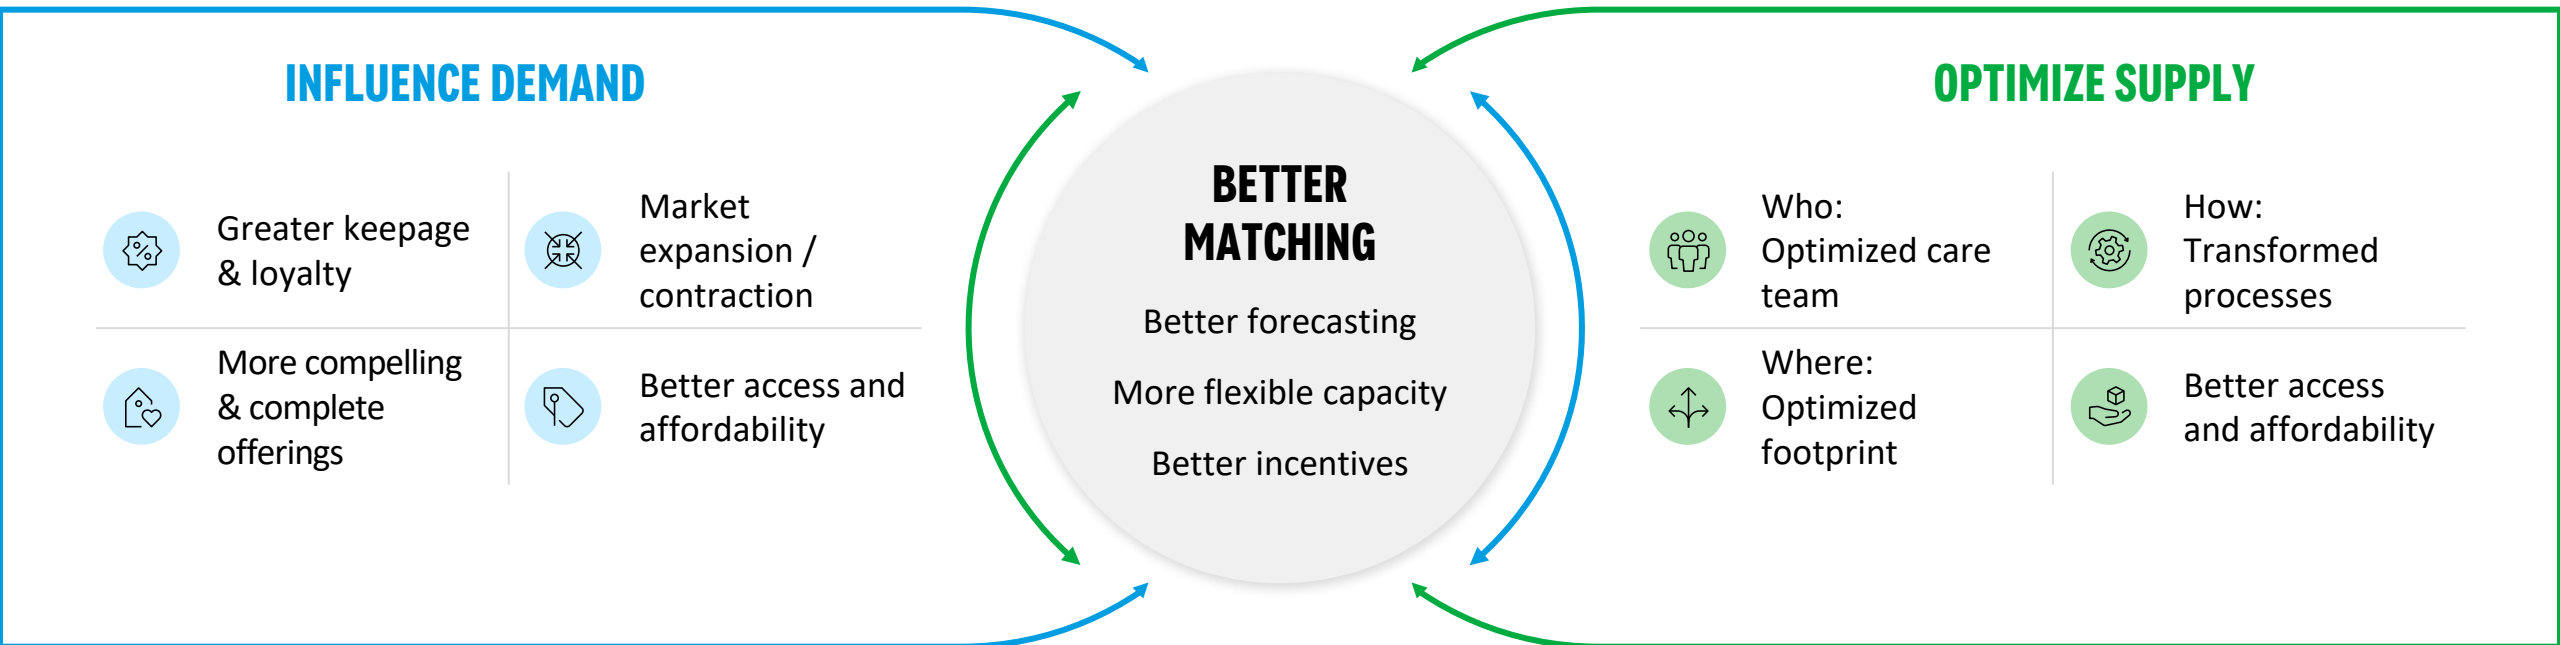 INFLUENCE DEMAND
Greater keepage
& loyalty
Market
expansion /
contraction
More compelling
& complete
offerings
Better access and
affordability
BETTER
MATCHING
Better forecasting
More flexible capacity
Better incentives
OPTIMIZE SUPPLY
Who:
Optimized care
team
How:
Transformed
processes
Where:
Optimized
footprint
Better access
and affordability